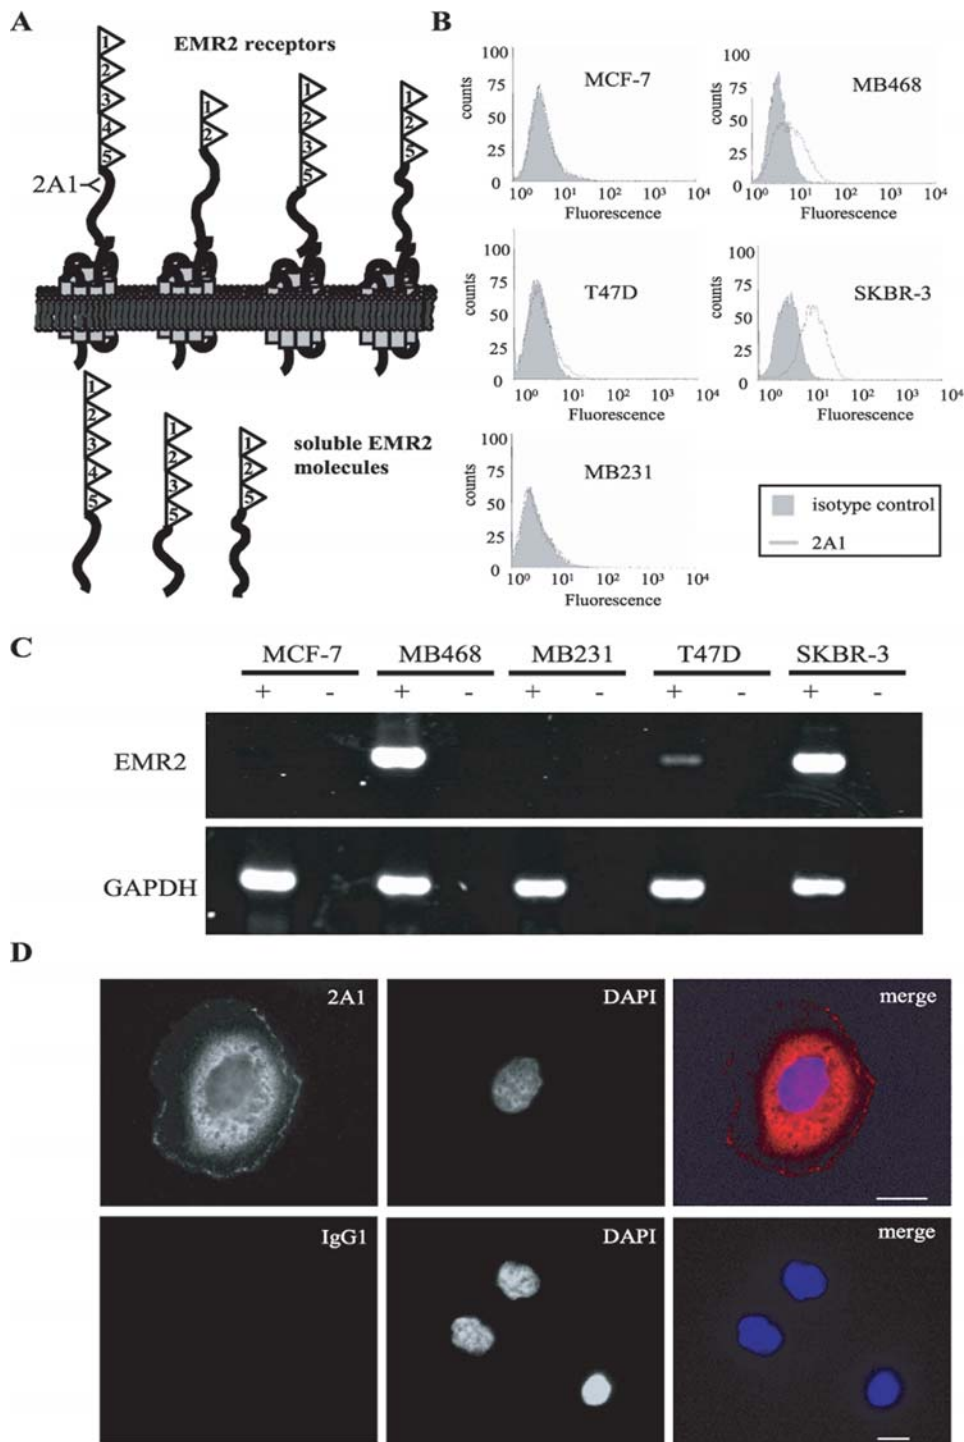 A
EMR2 receptors
1 1 1 1
2 2 2 2
3 3 5
4 5
5
2A1
1 1 1
2 2 2
3 3 5
4 5
5
soluble EMR2
molecules
B
MCF-7
counts
100
75
50
25
0
10⁰ 10¹ 10² 10³ 10⁴
Fluorescence
MB468
counts
100
75
50
25
0
10⁰ 10¹ 10² 10³ 10⁴
Fluorescence
T47D
counts
100
75
50
25
0
10⁰ 10¹ 10² 10³ 10⁴
Fluorescence
SKBR-3
counts
100
75
50
25
0
10⁰ 10¹ 10² 10³ 10⁴
Fluorescence
MB231
counts
100
75
50
25
0
10⁰ 10¹ 10² 10³ 10⁴
Fluorescence
isotype control
2A1
C
MCF-7 MB468 MB231 T47D SKBR-3
+ - + - + - + - + -
EMR2
GAPDH
D
2A1 DAPI merge
IgG1 DAPI merge